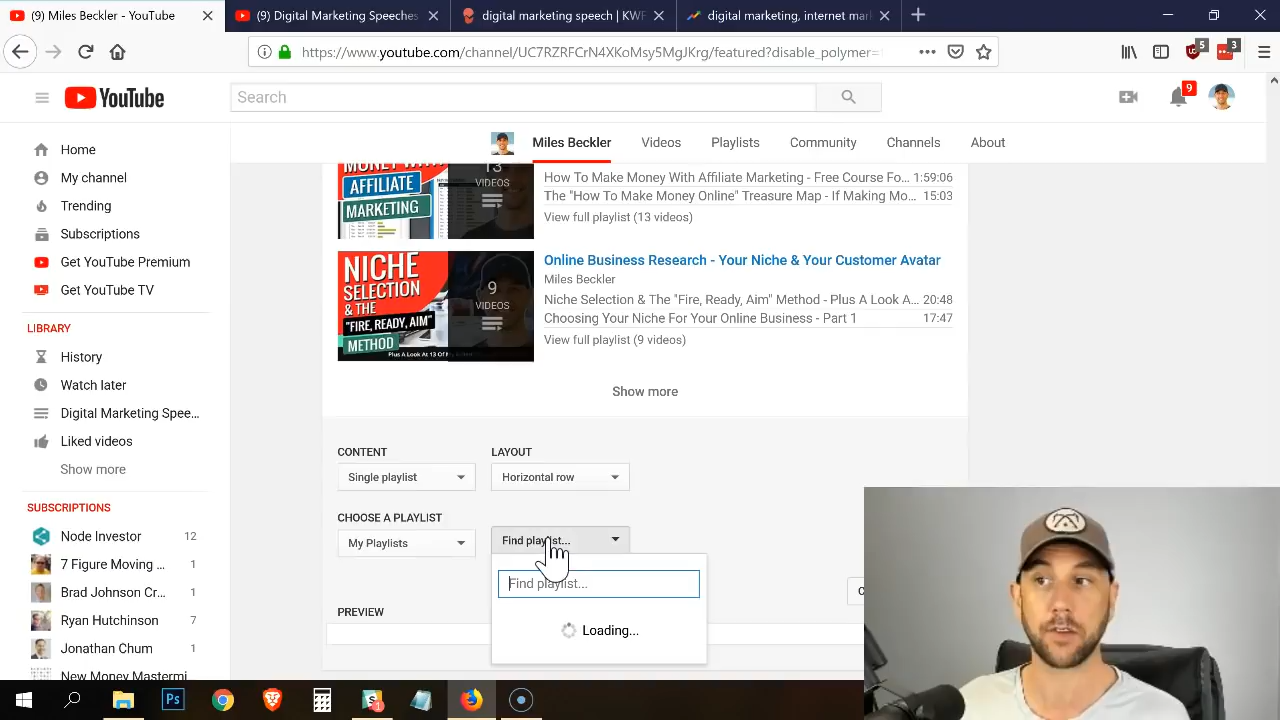 (9) Miles Beckler - YouTube
(9) Digital Marketing Speeches
digital marketing speech | KWF
digital marketing, internet mar
https://www.youtube.com/channel/UC7RZRFCrN4XKoMsy5MgJKrg/featured?disable_polymer=
5
3
YouTube
Search
9
Miles Beckler
Videos
Playlists
Community
Channels
About
Home
My channel
Trending
Subscriptions
Get YouTube Premium
Get YouTube TV
LIBRARY
History
Watch later
Digital Marketing Spee...
Liked videos
Show more
SUBSCRIPTIONS
Node Investor 12
7 Figure Moving ... 1
Brad Johnson Cr... 1
Ryan Hutchinson 7
Jonathan Chum 1
New Money Mastermi
MONEY WITH
AFFILIATE
MARKETING
13
VIDEOS
How To Make Money With Affiliate Marketing - Free Course Fo... 1:59:06
The "How To Make Money Online" Treasure Map - If Making Mo... 15:03
View full playlist (13 videos)
NICHE
SELECTION
& THE
"FIRE, READY, AIM"
METHOD
9
VIDEOS
Online Business Research - Your Niche & Your Customer Avatar
Miles Beckler
Niche Selection & The "Fire, Ready, Aim" Method - Plus A Look A... 20:48
Choosing Your Niche For Your Online Business - Part 1 17:47
View full playlist (9 videos)
Show more
CONTENT
LAYOUT
Single playlist
Horizontal row
CHOOSE A PLAYLIST
My Playlists
Find playlist...
Find playlist...
Loading...
PREVIEW
Ps